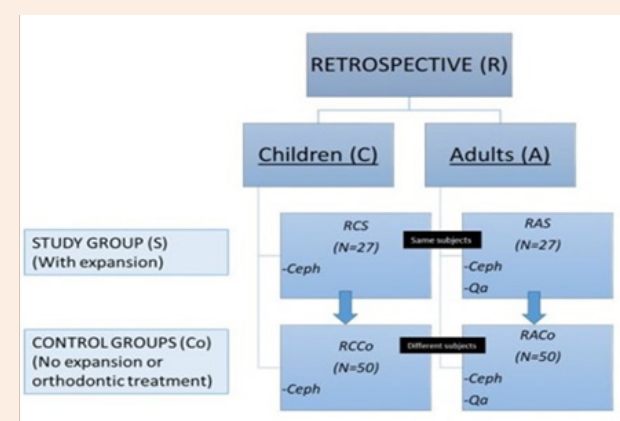 RETROSPECTIVE (R)
Children (C)
Adults (A)
STUDY GROUP (S)
(With expansion)
RCS
(N=27)
-Ceph
Same subjects
RAS
(N=27)
-Ceph
-Qa
CONTROL GROUPS (Co)
(No expansion or
orthodontic treatment)
RCCo
(N=50)
-Ceph
Different subjects
RACo
(N=50)
-Ceph
-Qa